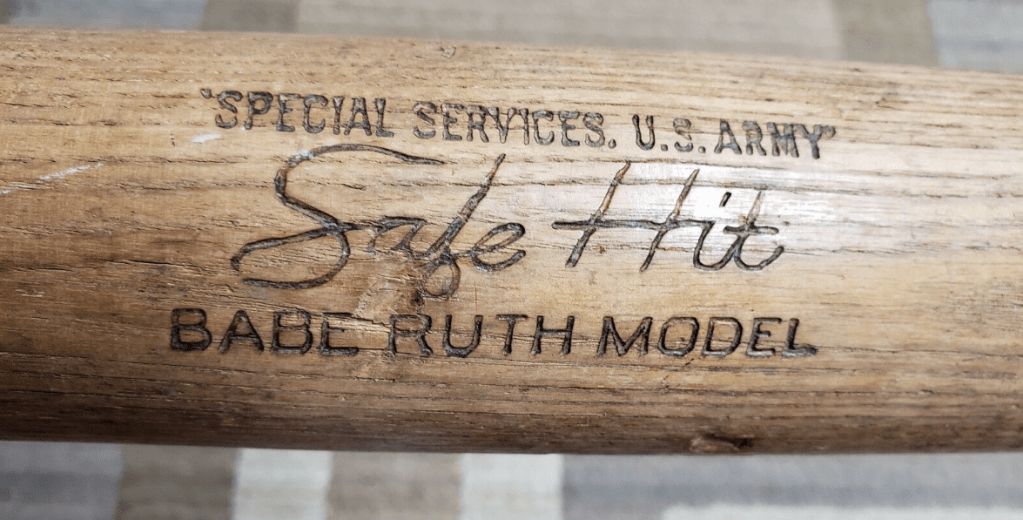 "SPECIAL SERVICES. U.S. ARMY"
Safe Hit
BABE RUTH MODEL